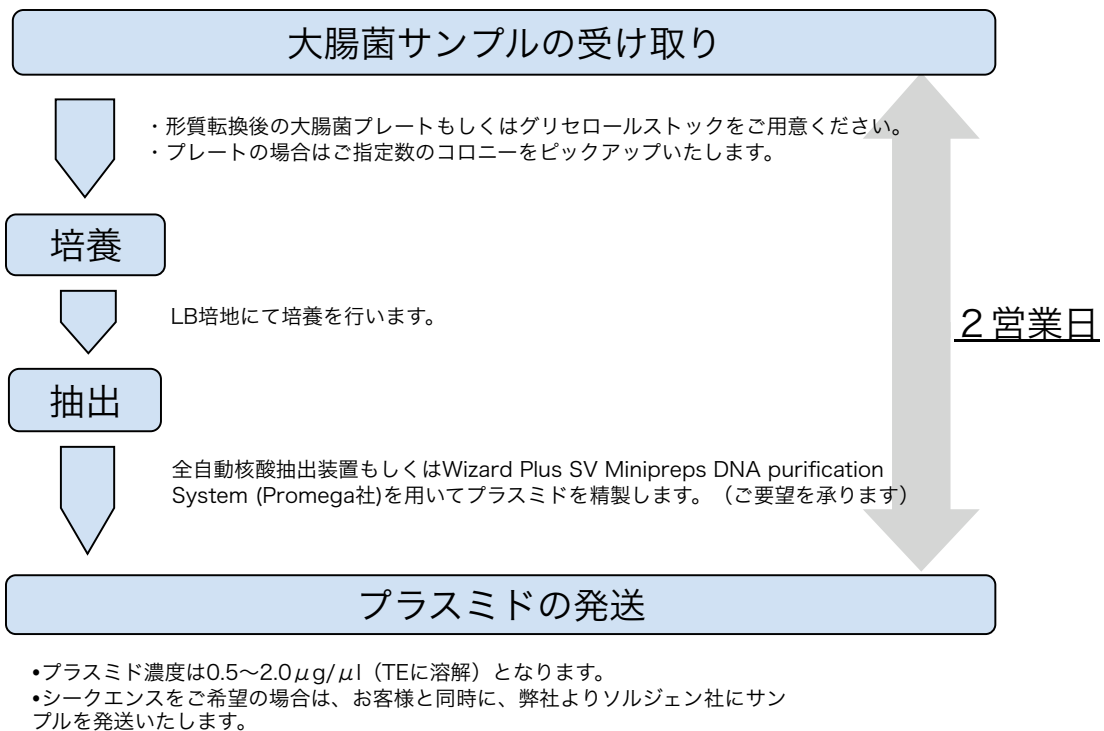 大腸菌サンプルの受け取り
・形質転換後の大腸菌プレートもしくはグリセロールストックをご用意ください。
・プレートの場合はご指定数のコロニーをピックアップいたします。
培養
LB培地にて培養を行います。
２営業日
抽出
全自動核酸抽出装置もしくはWizard Plus SV Minipreps DNA purification
System (Promega社)を用いてプラスミドを精製します。（ご要望を承ります）
プラスミドの発送
•プラスミド濃度は0.5～2.0μg/μl（TEに溶解）となります。
•シークエンスをご希望の場合は、お客様と同時に、弊社よりソルジェン社にサン
プルを発送いたします。